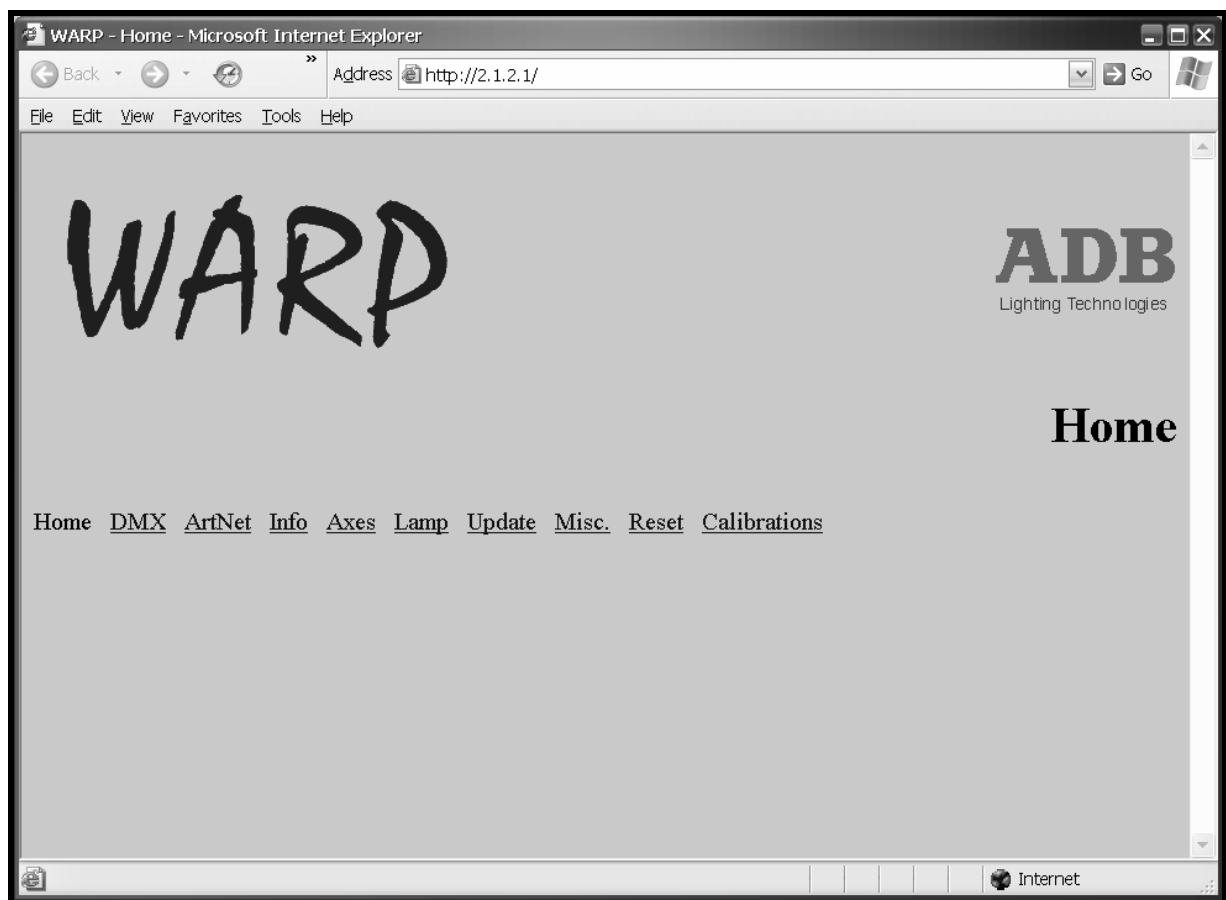 WARP - Home - Microsoft Internet Explorer
Back » Address http://2.1.2.1/ Go
File Edit View Favorites Tools Help
WARP
ADB
Lighting Technologies
Home
Home DMX ArtNet Info Axes Lamp Update Misc. Reset Calibrations
Internet